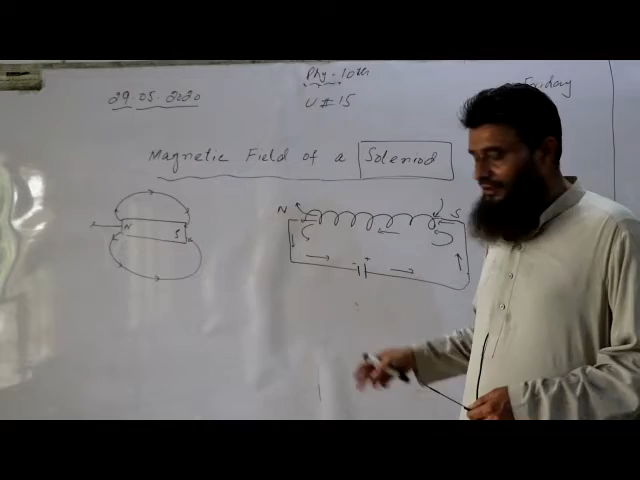 Phy - 10th
29.05.2020
U # 15
Friday
Magnetic Field of a Solenoid
N S
N S
- +